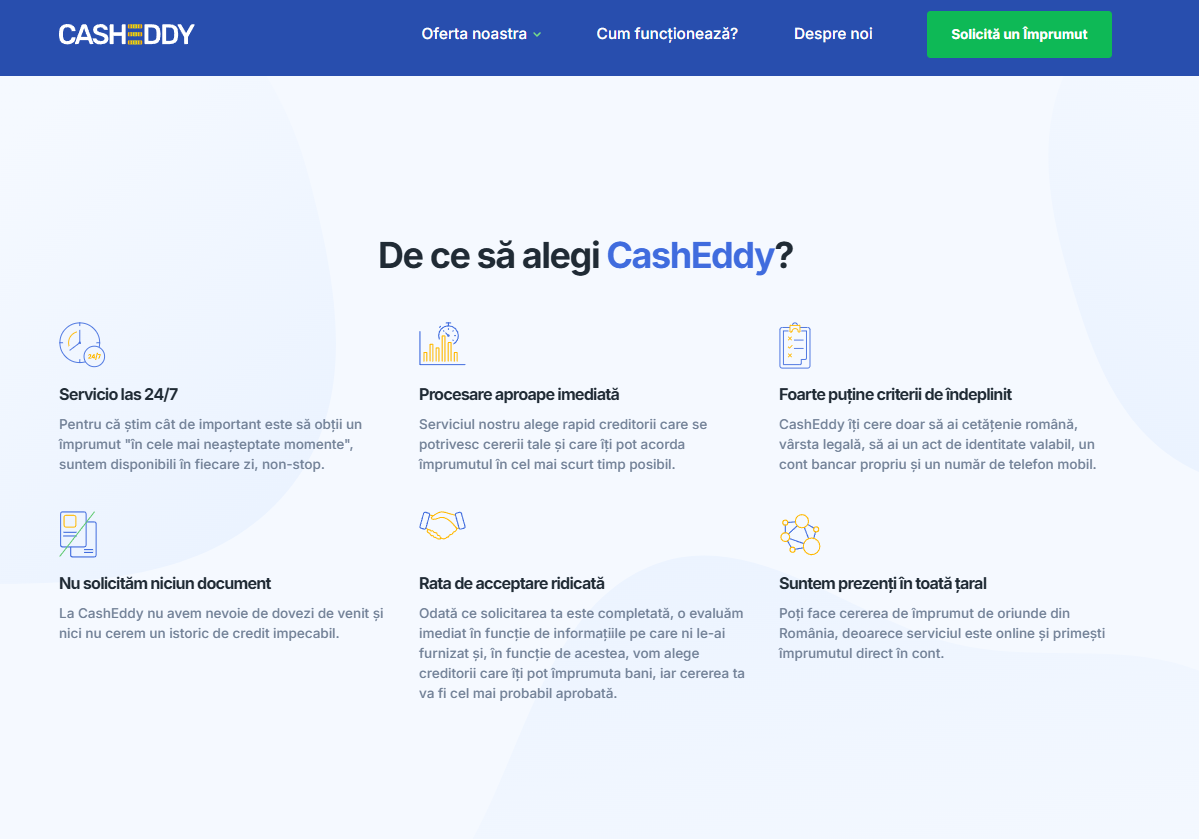 CASHEDDY
Oferta noastra
Cum funcționează?
Despre noi
Solicită un Împrumut
De ce să alegi CashEddy?
24/7
Servicio las 24/7
Pentru că știm cât de important este să obții un
împrumut "în cele mai neașteptate momente",
suntem disponibili în fiecare zi, non-stop.
Procesare aproape imediată
Serviciul nostru alege rapid creditorii care se
potrivesc cererii tale și care îți pot acorda
împrumutul în cel mai scurt timp posibil.
Foarte puține criterii de îndeplinit
CashEddy îți cere doar să ai cetățenie română,
vârsta legală, să ai un act de identitate valabil, un
cont bancar propriu și un număr de telefon mobil.
Nu solicităm niciun document
La CashEddy nu avem nevoie de dovezi de venit și
nici nu cerem un istoric de credit impecabil.
Rata de acceptare ridicată
Odată ce solicitarea ta este completată, o evaluăm
imediat în funcție de informațiile pe care ni le-ai
furnizat și, în funcție de acestea, vom alege
creditorii care îți pot împrumuta bani, iar cererea ta
va fi cel mai probabil aprobată.
Suntem prezenți în toată țaral
Poți face cererea de împrumut de oriunde din
România, deoarece serviciul este online și primești
împrumutul direct în cont.